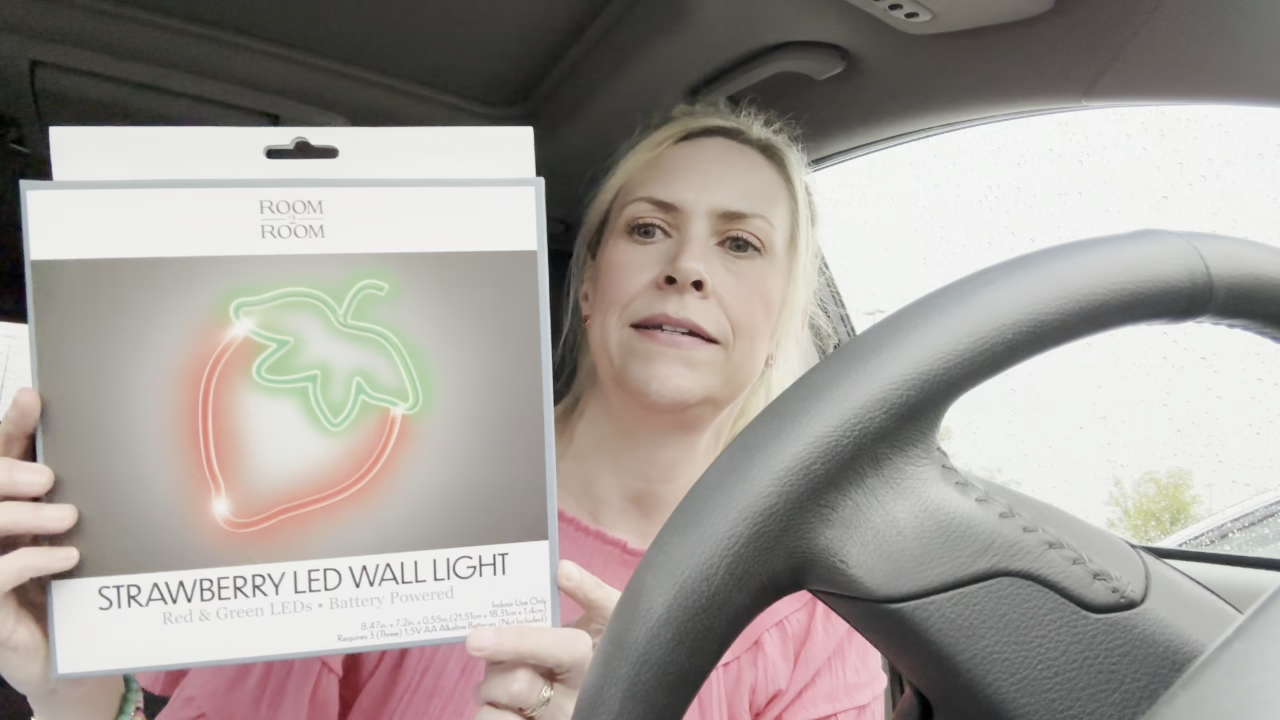 ROOM
2
ROOM
STRAWBERRY LED WALL LIGHT
Red & Green LEDs • Battery Powered
Indoor Use Only
8.47in. x 7.2in. x 0.55in. (21.51cm x 18.31cm x 1.4cm)
Requires 3 (Three) 1.5V AA Alkaline Batteries (Not Included)